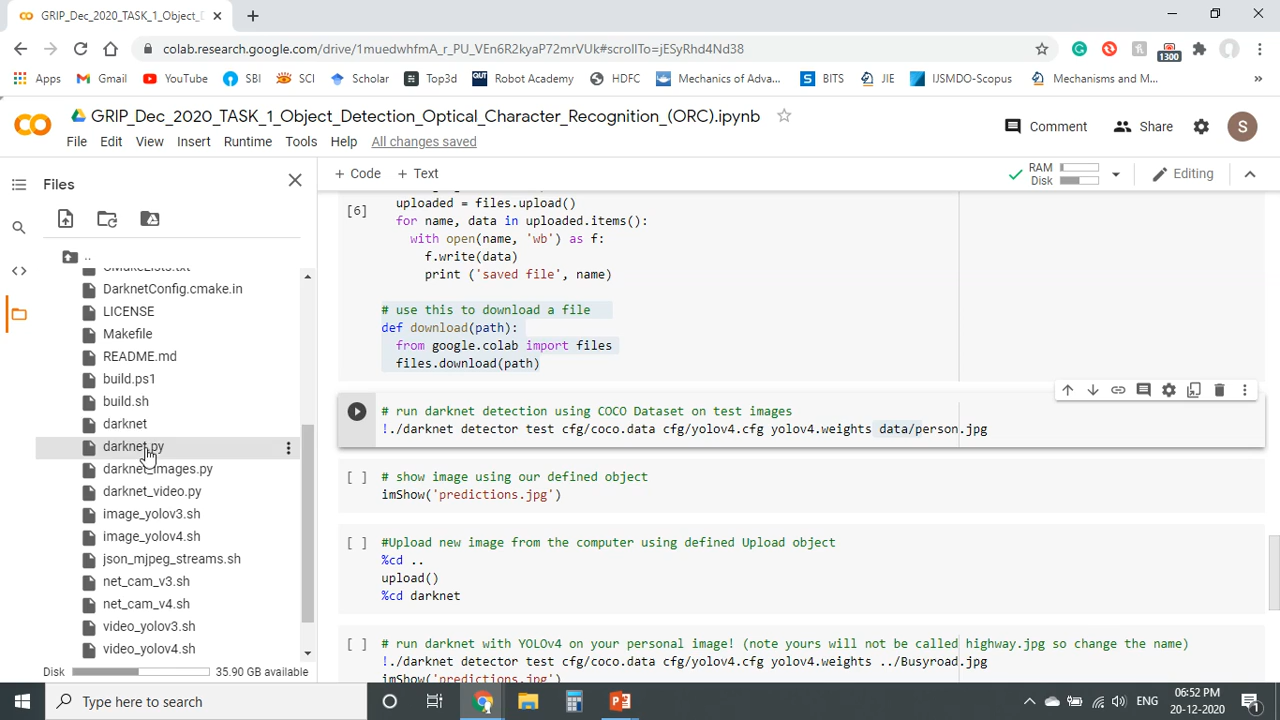 GRIP_Dec_2020_TASK_1_Object_D
colab.research.google.com/drive/1muedwhfmA_r_PU_VEn6R2kyaP72mrVUk#scrollTo=jESyRhd4Nd38
1300
Apps Gmail YouTube SBI SCI Scholar Top3d QUT Robot Academy HDFC Mechanics of Adva... BITS JIE IJSMDO-Scopus Mechanisms and M... »
GRIP_Dec_2020_TASK_1_Object_Detection_Optical_Character_Recognition_(ORC).ipynb
File Edit View Insert Runtime Tools Help All changes saved
Comment Share S
Files
+ Code + Text
RAM
Disk
Editing
..
CMakeLists.txt
DarknetConfig.cmake.in
LICENSE
Makefile
README.md
build.ps1
build.sh
darknet
darknet.py
darknet_images.py
darknet_video.py
image_yolov3.sh
image_yolov4.sh
json_mjpeg_streams.sh
net_cam_v3.sh
net_cam_v4.sh
video_yolov3.sh
video_yolov4.sh
Disk 35.90 GB available
[6]
uploaded = files.upload()
for name, data in uploaded.items():
with open(name, 'wb') as f:
f.write(data)
print ('saved file', name)
# use this to download a file
def download(path):
from google.colab import files
files.download(path)
# run darknet detection using COCO Dataset on test images
!./darknet detector test cfg/coco.data cfg/yolov4.cfg yolov4.weights data/person.jpg
[ ] # show image using our defined object
imShow('predictions.jpg')
[ ] #Upload new image from the computer using defined Upload object
%cd ..
upload()
%cd darknet
[ ] # run darknet with YOLOv4 on your personal image! (note yours will not be called highway.jpg so change the name)
!./darknet detector test cfg/coco.data cfg/yolov4.cfg yolov4.weights ../Busyroad.jpg
imShow('predictions.jpg')
Type here to search
ENG
06:52 PM
20-12-2020
1